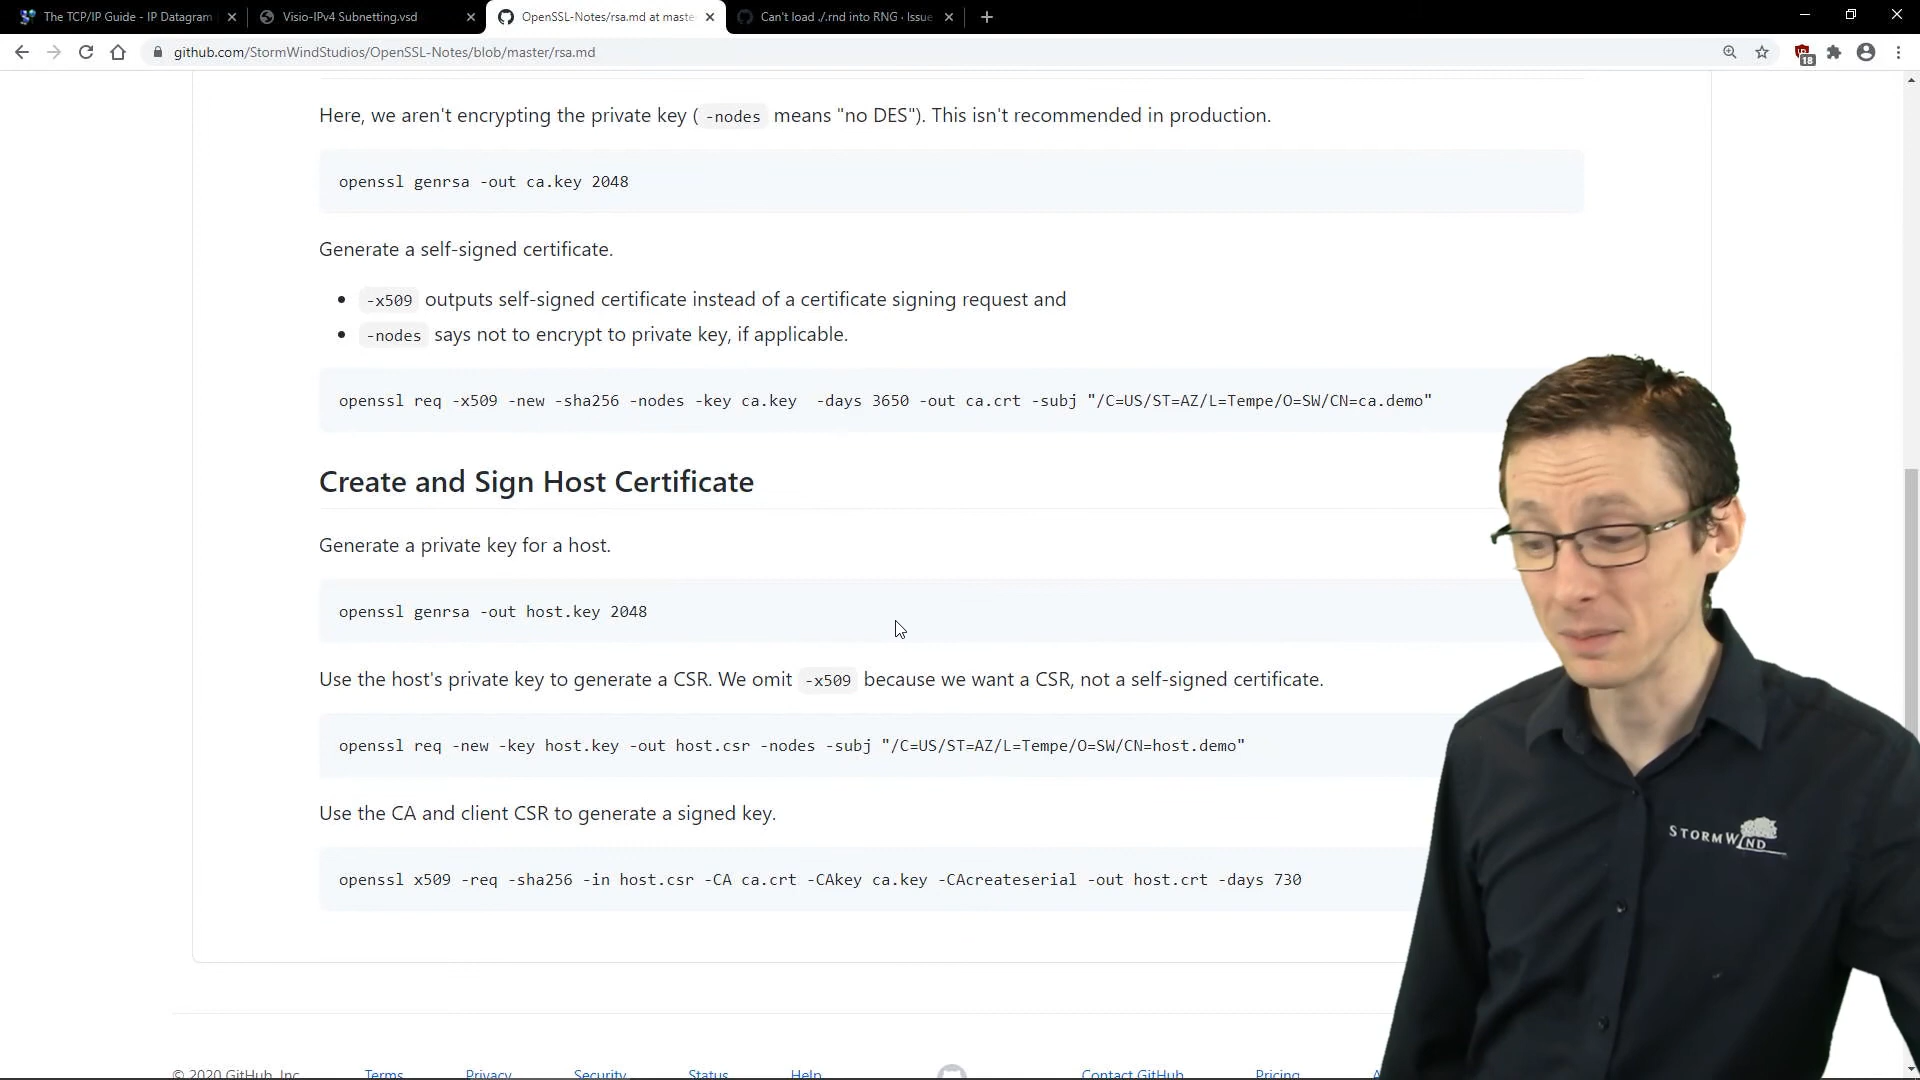 The TCP/IP Guide - IP Datagram
Visio-IPv4 Subnetting.vsd
OpenSSL-Notes/rsa.md at maste
Can't load ./.rnd into RNG · Issue
github.com/StormWindStudios/OpenSSL-Notes/blob/master/rsa.md
18
Here, we aren't encrypting the private key ( -nodes means "no DES"). This isn't recommended in production.
openssl genrsa -out ca.key 2048
Generate a self-signed certificate.
• -x509 outputs self-signed certificate instead of a certificate signing request and
• -nodes says not to encrypt to private key, if applicable.
openssl req -x509 -new -sha256 -nodes -key ca.key  -days 3650 -out ca.crt -subj "/C=US/ST=AZ/L=Tempe/O=SW/CN=ca.demo"
Create and Sign Host Certificate
Generate a private key for a host.
openssl genrsa -out host.key 2048
Use the host's private key to generate a CSR. We omit -x509 because we want a CSR, not a self-signed certificate.
openssl req -new -key host.key -out host.csr -nodes -subj "/C=US/ST=AZ/L=Tempe/O=SW/CN=host.demo"
Use the CA and client CSR to generate a signed key.
STORMWIND
openssl x509 -req -sha256 -in host.csr -CA ca.crt -CAkey ca.key -CAcreateserial -out host.crt -days 730
© 2020 GitHub, Inc. Terms Privacy Security Status Help Contact GitHub Pricing